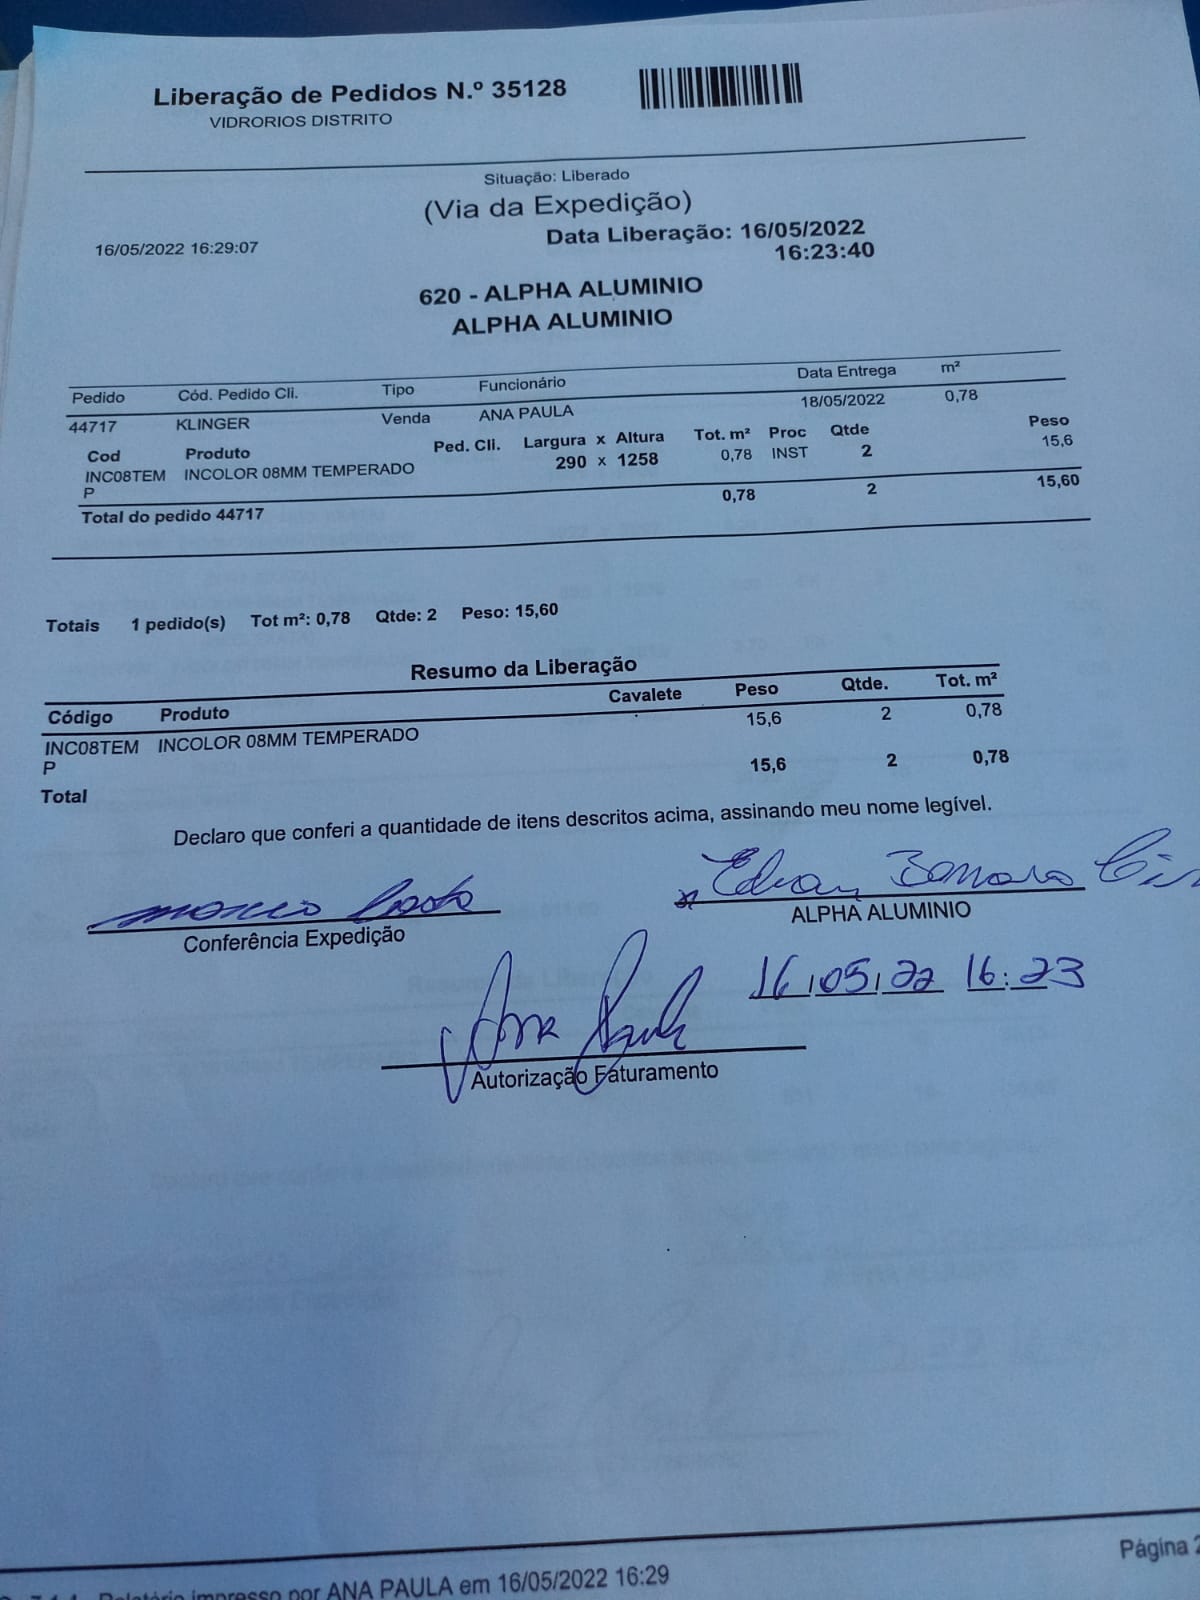 Liberação de Pedidos N.º 35128
VIDRORIOS DISTRITO
Situação: Liberado
(Via da Expedição)
16/05/2022 16:29:07
Data Liberação: 16/05/2022
16:23:40
620 - ALPHA ALUMINIO
ALPHA ALUMINIO
Pedido Cód. Pedido Cli. Tipo Funcionário Data Entrega m²
44717 KLINGER Venda ANA PAULA 18/05/2022 0,78
Cod Produto Ped. Cli. Largura x Altura Tot. m² Proc Qtde Peso
INC08TEM INCOLOR 08MM TEMPERADO 290 x 1258 0,78 INST 2 15,6
P
Total do pedido 44717 0,78 2 15,60
Totais 1 pedido(s) Tot m²: 0,78 Qtde: 2 Peso: 15,60
Resumo da Liberação
Código Produto Cavalete Peso Qtde. Tot. m²
INC08TEM INCOLOR 08MM TEMPERADO 15,6 2 0,78
P
Total 15,6 2 0,78
Declaro que conferi a quantidade de itens descritos acima, assinando meu nome legível.
Conferência Expedição
ALPHA ALUMINIO
16/05/22 16:23
Ana Paula
Autorização Faturamento
Relatório impresso por ANA PAULA em 16/05/2022 16:29
Página 2